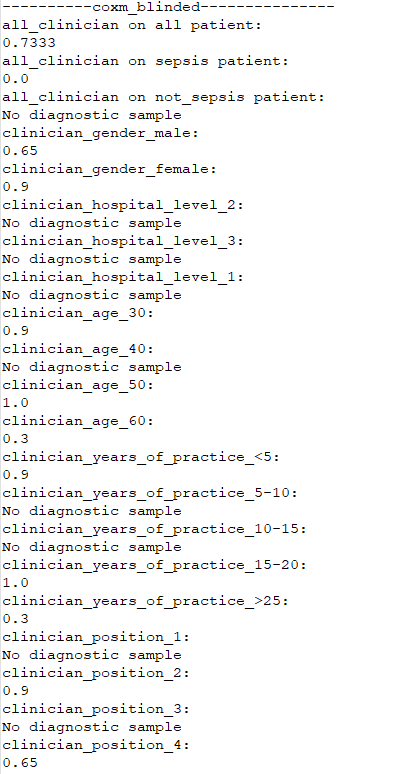 ----------coxm_blinded---------------
all_clinician on all patient:
0.7333
all_clinician on sepsis patient:
0.0
all_clinician on not_sepsis patient:
No diagnostic sample
clinician_gender_male:
0.65
clinician_gender_female:
0.9
clinician_hospital_level_2:
No diagnostic sample
clinician_hospital_level_3:
No diagnostic sample
clinician_hospital_level_1:
No diagnostic sample
clinician_age_30:
0.9
clinician_age_40:
No diagnostic sample
clinician_age_50:
1.0
clinician_age_60:
0.3
clinician_years_of_practice_<5:
0.9
clinician_years_of_practice_5-10:
No diagnostic sample
clinician_years_of_practice_10-15:
No diagnostic sample
clinician_years_of_practice_15-20:
1.0
clinician_years_of_practice_>25:
0.3
clinician_position_1:
No diagnostic sample
clinician_position_2:
0.9
clinician_position_3:
No diagnostic sample
clinician_position_4:
0.65